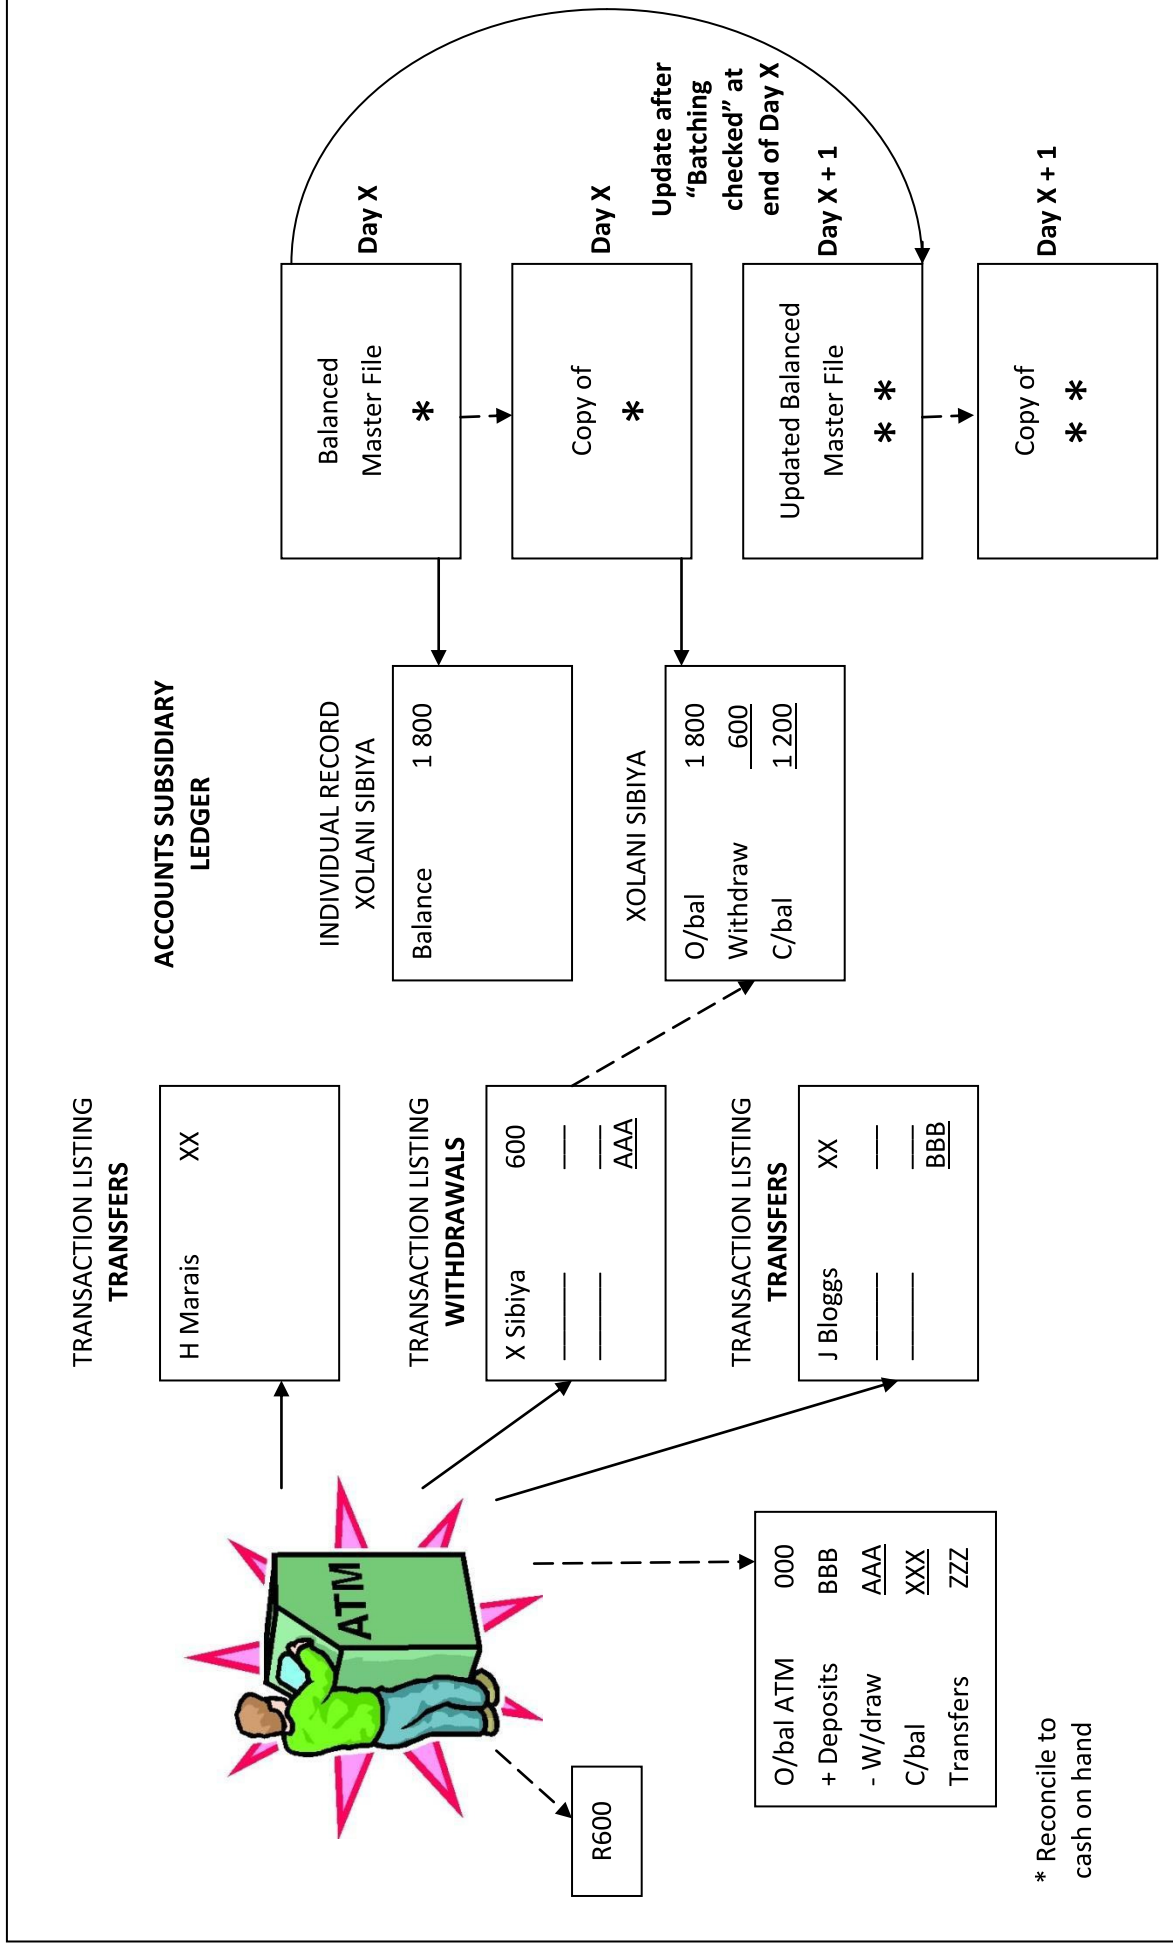 TRANSACTION LISTING
TRANSFERS
H Marais XX
TRANSACTION LISTING
WITHDRAWALS
X Sibiya 600
AAA
TRANSACTION LISTING
TRANSFERS
J Bloggs XX
BBB
ATM
R600
O/bal ATM 000
+ Deposits BBB
- W/draw AAA
C/bal XXX
Transfers ZZZ
* Reconcile to
cash on hand
ACCOUNTS SUBSIDIARY
LEDGER
INDIVIDUAL RECORD
XOLANI SIBIYA
Balance 1 800
XOLANI SIBIYA
O/bal 1 800
Withdraw 600
C/bal 1 200
Balanced
Master File
*
Day X
Copy of
*
Day X
Update after
“Batching
checked” at
end of Day X
Updated Balanced
Master File
* *
Day X + 1
Copy of
* *
Day X + 1